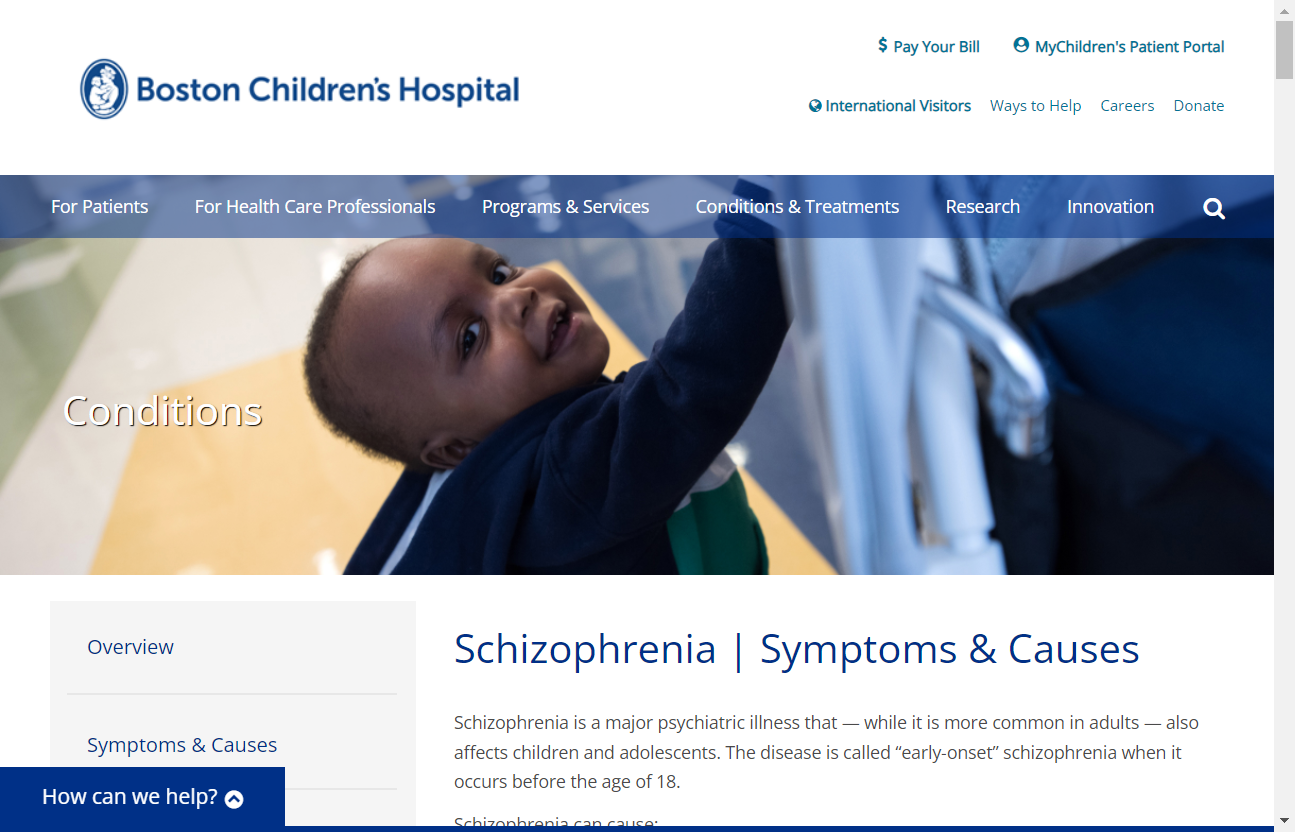 Pay Your Bill
MyChildren's Patient Portal
Boston Children's Hospital
International Visitors
Ways to Help
Careers
Donate
For Patients
For Health Care Professionals
Programs & Services
Conditions & Treatments
Research
Innovation
Conditions
Overview
Symptoms & Causes
How can we help?
Schizophrenia | Symptoms & Causes
Schizophrenia is a major psychiatric illness that — while it is more common in adults — also
affects children and adolescents. The disease is called “early-onset” schizophrenia when it
occurs before the age of 18.
Schizophrenia can cause: